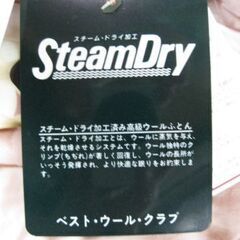 スチーム・ドライ加工
SteamDry
スチーム・ドライ加工済み高級ウールふとん
スチーム・ドライ加工とは、ウールに蒸気を与え、
それを乾燥させるシステムです。ウール独特のク
リンプ(ちぢれ)が著しく回復し、ウールの長所が
いっそう発揮され、より快適な眠りをお約束しま
す。
ベスト・ウール・クラブ